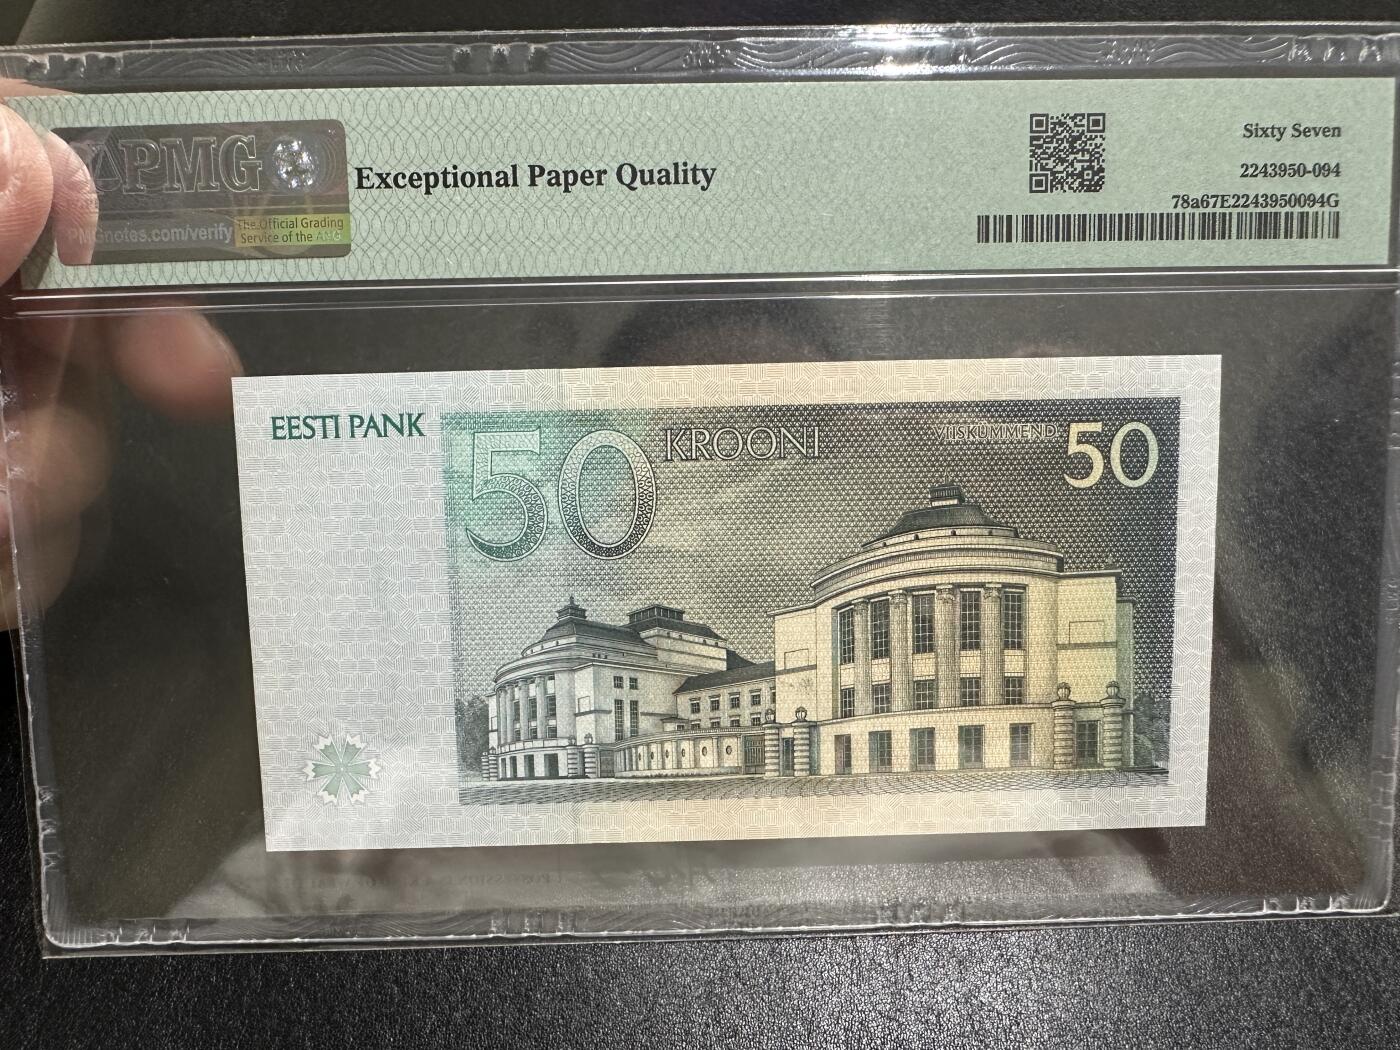 PMG
PMGnotes.com/verify
The Official Grading
Service of the ANG
Exceptional Paper Quality
Sixty Seven
2243950-094
78a67E2243950094G
EESTI PANK
50
KROONI
VIISKÜMMEND
50